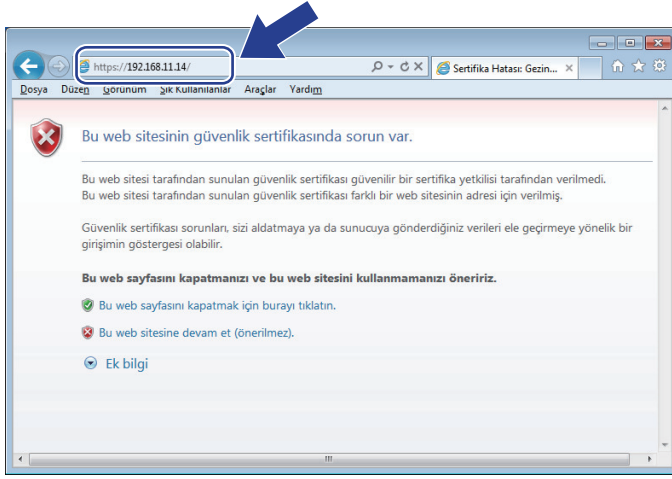 https://192.168.11.14/
Sertifika Hatası: Gezin...
Dosya Düzen Görünüm Sık Kullanılanlar Araçlar Yardım
Bu web sitesinin güvenlik sertifikasında sorun var.
Bu web sitesi tarafından sunulan güvenlik sertifikası güvenilir bir sertifika yetkilisi tarafından verilmedi.
Bu web sitesi tarafından sunulan güvenlik sertifikası farklı bir web sitesinin adresi için verilmiş.
Güvenlik sertifikası sorunları, sizi aldatmaya ya da sunucuya gönderdiğiniz verileri ele geçirmeye yönelik bir
girişimin göstergesi olabilir.
Bu web sayfasını kapatmanızı ve bu web sitesini kullanmamanızı öneririz.
Bu web sayfasını kapatmak için burayı tıklatın.
Bu web sitesine devam et (önerilmez).
Ek bilgi